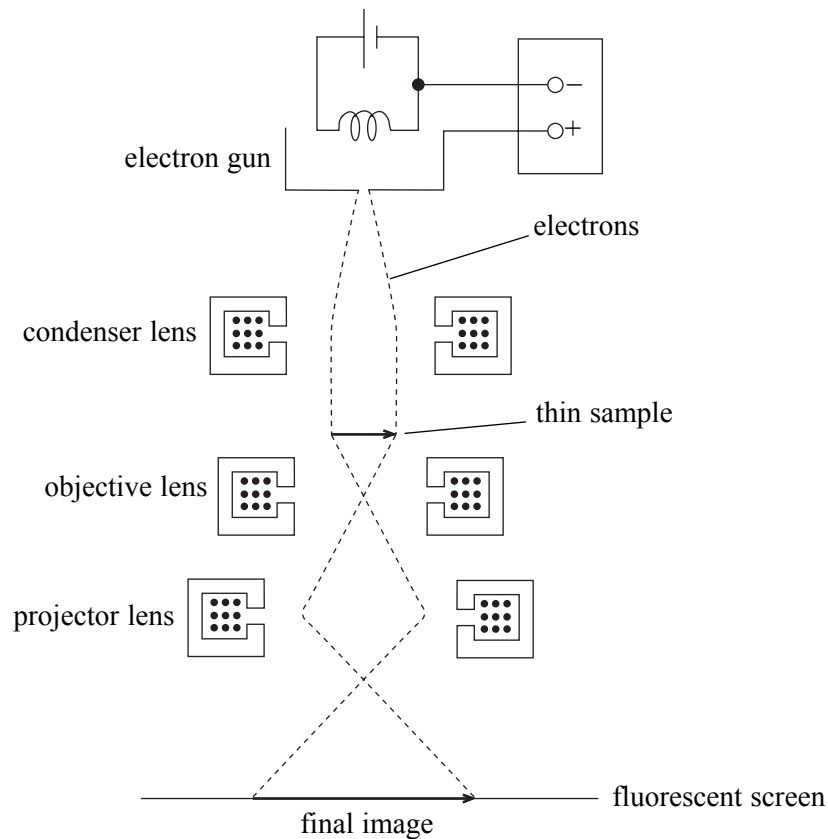 −
+
electron gun
electrons
condenser lens
thin sample
objective lens
projector lens
fluorescent screen
final image